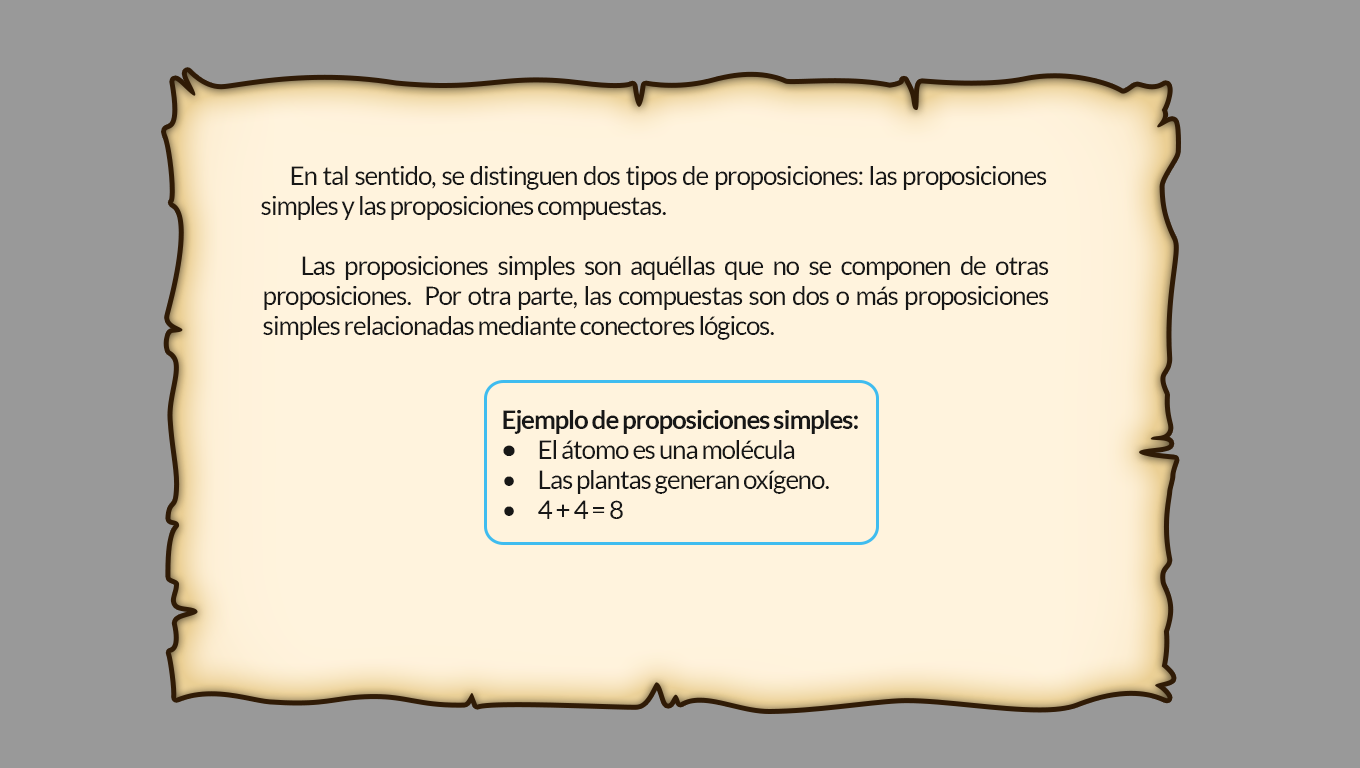 En tal sentido, se distinguen dos tipos de proposiciones: las proposiciones
simples y las proposiciones compuestas.
Las proposiciones simples son aquéllas que no se componen de otras
proposiciones. Por otra parte, las compuestas son dos o más proposiciones
simples relacionadas mediante conectores lógicos.
Ejemplo de proposiciones simples:
• El átomo es una molécula
• Las plantas generan oxígeno.
• 4 + 4 = 8